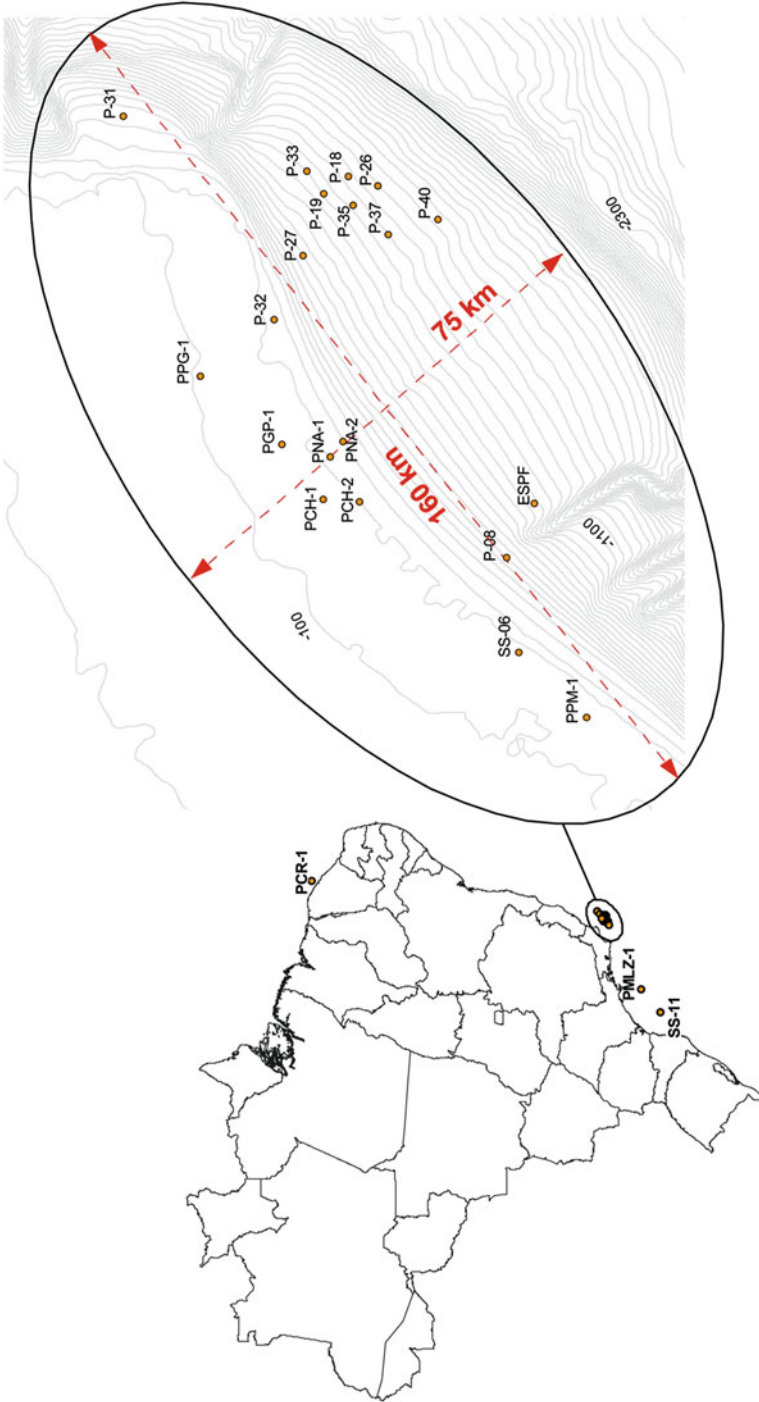 P-31
P-33
P-18
P-26
P-19
P-35
P-37
P-40
P-27
P-32
-2300
75 km
PPG-1
PGP-1
PNA-1
PNA-2
160 km
PCH-1
PCH-2
ESPF
P-08
-1100
-100
SS-06
PPM-1
PCR-1
PMLZ-1
SS-11